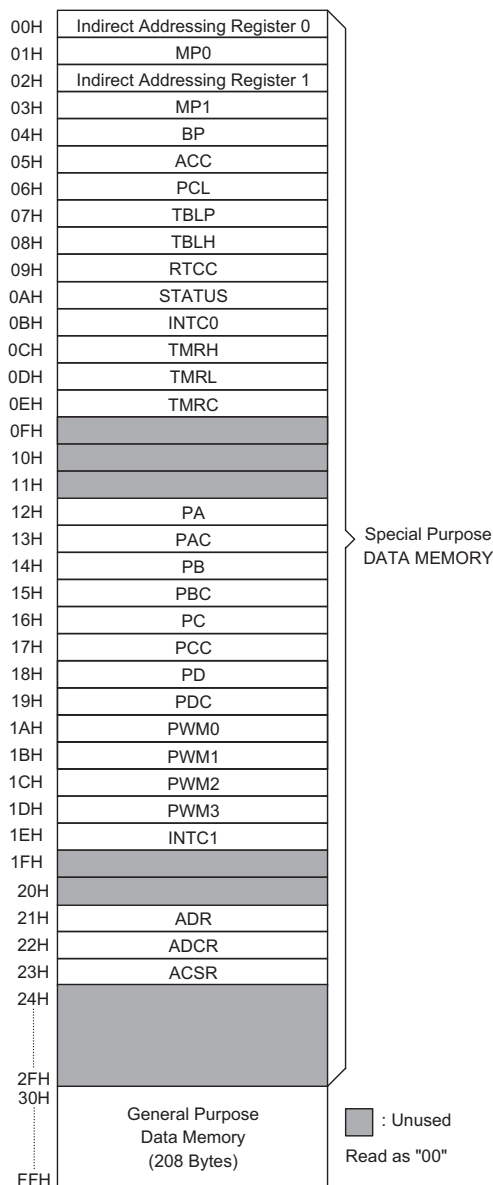 00H Indirect Addressing Register 0
01H MP0
02H Indirect Addressing Register 1
03H MP1
04H BP
05H ACC
06H PCL
07H TBLP
08H TBLH
09H RTCC
0AH STATUS
0BH INTC0
0CH TMRH
0DH TMRL
0EH TMRC
0FH
10H
11H
12H PA
13H PAC
14H PB
15H PBC
16H PC
17H PCC
18H PD
19H PDC
1AH PWM0
1BH PWM1
1CH PWM2
1DH PWM3
1EH INTC1
1FH
20H
21H ADR
22H ADCR
23H ACSR
24H
2FH
30H
General Purpose
Data Memory
(208 Bytes)
FFH
Special Purpose
DATA MEMORY
: Unused
Read as "00"